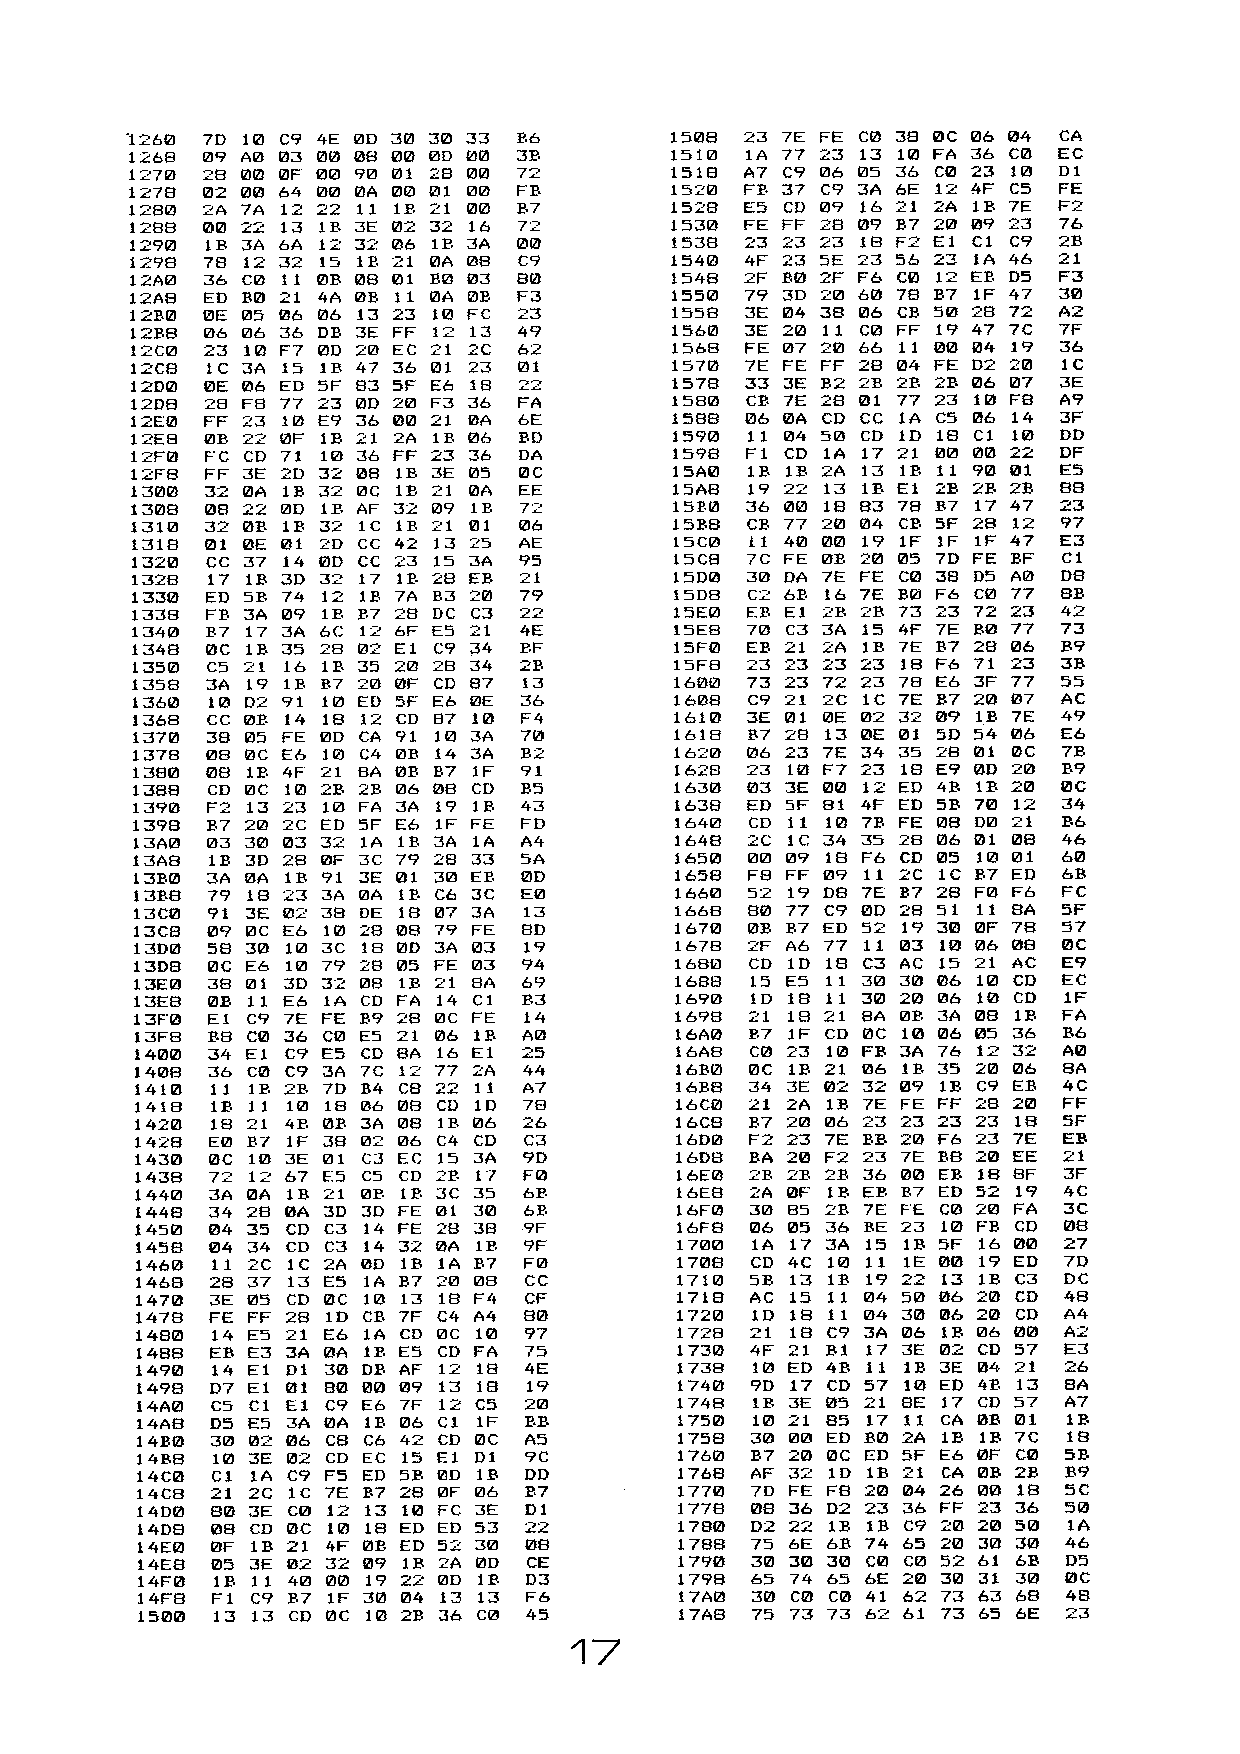 1260 7D 10 C9 4E 0D 30 30 33 B6
1268 09 A0 03 00 08 00 0D 00 3B
1270 28 00 0F 00 90 01 28 00 72
1278 02 00 64 00 0A 00 01 00 FB
1280 2A 7A 12 22 11 1B 21 00 B7
1288 00 22 13 1B 3E 02 32 16 72
1290 1B 3A 6A 12 32 06 1B 3A 00
1298 78 12 32 15 1B 21 0A 08 C9
12A0 36 C0 11 0B 08 01 B0 03 80
12A8 ED B0 21 4A 0B 11 0A 0B F3
12B0 0E 05 06 06 13 23 10 FC 23
12B8 06 06 36 DB 3E FF 12 13 49
12C0 23 10 F7 0D 20 EC 21 2C 62
12C8 1C 3A 15 1B 47 36 01 23 01
12D0 0E 06 ED 5F 83 5F E6 18 22
12D8 28 F8 77 23 0D 20 F3 36 FA
12E0 FF 23 10 E9 36 00 21 0A 6E
12E8 0B 22 0F 1B 21 2A 1B 06 BD
12F0 FC CD 71 10 36 FF 23 36 DA
12F8 FF 3E 2D 32 08 1B 3E 05 0C
1300 32 0A 1B 32 0C 1B 21 0A EE
1308 08 22 0D 1B AF 32 09 1B 72
1310 32 0B 1B 32 1C 1B 21 01 06
1318 01 0E 01 2D CC 42 13 25 AE
1320 CC 37 14 0D CC 23 15 3A 95
1328 17 1B 3D 32 17 1B 28 EB 21
1330 ED 5B 74 12 1B 7A B3 20 79
1338 FB 3A 09 1B B7 28 DC C3 22
1340 B7 17 3A 6C 12 6F E5 21 4E
1348 0C 1B 35 28 02 E1 C9 34 BF
1350 C5 21 16 1B 35 20 28 34 2B
1358 3A 19 1B B7 20 0F CD 87 13
1360 10 D2 91 10 ED 5F E6 0E 36
1368 CC 0B 14 18 12 CD 87 10 F4
1370 38 05 FE 0D CA 91 10 3A 70
1378 08 0C E6 10 C4 0B 14 3A B2
1380 08 1B 4F 21 8A 0B B7 1F 91
1388 CD 0C 10 2B 2B 06 08 CD B5
1390 F2 13 23 10 FA 3A 19 1B 43
1398 B7 20 2C ED 5F E6 1F FE FD
13A0 03 30 03 32 1A 1B 3A 1A A4
13A8 1B 3D 28 0F 3C 79 28 33 5A
13B0 3A 0A 1B 91 3E 01 30 EB 0D
13B8 79 18 23 3A 0A 1B C6 3C E0
13C0 91 3E 02 38 DE 18 07 3A 13
13C8 09 0C E6 10 28 08 79 FE 8D
13D0 58 30 10 3C 18 0D 3A 03 19
13D8 0C E6 10 79 28 05 FE 03 94
13E0 38 01 3D 32 08 1B 21 8A 69
13E8 0B 11 E6 1A CD FA 14 C1 B3
13F0 E1 C9 7E FE B9 28 0C FE 14
13F8 B8 C0 36 C0 E5 21 06 1B A0
1400 34 E1 C9 E5 CD 8A 16 E1 25
1408 36 C0 C9 3A 7C 12 77 2A 44
1410 11 1B 2B 7D B4 C8 22 11 A7
1418 1B 11 10 18 06 08 CD 1D 78
1420 18 21 4B 0B 3A 08 1B 06 26
1428 E0 B7 1F 38 02 06 C4 CD C3
1430 0C 10 3E 01 C3 EC 15 3A 9D
1438 72 12 67 E5 C5 CD 2B 17 F0
1440 3A 0A 1B 21 0B 1B 3C 35 6B
1448 34 28 0A 3D 3D FE 01 30 6B
1450 04 35 CD C3 14 FE 28 38 9F
1458 04 34 CD C3 14 32 0A 1B 9F
1460 11 2C 1C 2A 0D 1B 1A B7 F0
1468 28 37 13 E5 1A B7 20 08 CC
1470 3E 05 CD 0C 10 13 18 F4 CF
1478 FE FF 28 1D CB 7F C4 A4 80
1480 14 E5 21 E6 1A CD 0C 10 97
1488 EB E3 3A 0A 1B E5 CD FA 75
1490 14 E1 D1 30 DB AF 12 18 4E
1498 D7 E1 01 80 00 09 13 18 19
14A0 C5 C1 E1 C9 E6 7F 12 C5 20
14A8 D5 E5 3A 0A 1B 06 C1 1F BB
14B0 30 02 06 C8 C6 42 CD 0C A5
14B8 10 3E 02 CD EC 15 E1 D1 9C
14C0 C1 1A C9 F5 ED 5B 0D 1B DD
14C8 21 2C 1C 7E B7 28 0F 06 B7
14D0 80 3E C0 12 13 10 FC 3E D1
14D8 08 CD 0C 10 18 ED ED 53 22
14E0 0F 1B 21 4F 0B ED 52 30 08
14E8 05 3E 02 32 09 1B 2A 0D CE
14F0 1B 11 40 00 19 22 0D 1B D3
14F8 F1 C9 B7 1F 30 04 13 13 F6
1500 13 13 CD 0C 10 2B 36 C0 45
1508 23 7E FE C0 38 0C 06 04 CA
1510 1A 77 23 13 10 FA 36 C0 EC
1518 A7 C9 06 05 36 C0 23 10 D1
1520 FB 37 C9 3A 6E 12 4F C5 FE
1528 E5 CD 09 16 21 2A 1B 7E F2
1530 FE FF 28 09 B7 20 09 23 76
1538 23 23 23 18 F2 E1 C1 C9 2B
1540 4F 23 5E 23 56 23 1A 46 21
1548 2F B0 2F F6 C0 12 EB D5 F3
1550 79 3D 20 60 78 B7 1F 47 30
1558 3E 04 38 06 CB 50 28 72 A2
1560 3E 20 11 C0 FF 19 47 7C 7F
1568 FE 07 20 66 11 00 04 19 36
1570 7E FE FF 28 04 FE D2 20 1C
1578 33 3E B2 2B 2B 2B 06 07 3E
1580 CB 7E 28 01 77 23 10 F8 A9
1588 06 0A CD CC 1A C5 06 14 3F
1590 11 04 50 CD 1D 18 C1 10 DD
1598 F1 CD 1A 17 21 00 00 22 DF
15A0 1B 1B 2A 13 1B 11 90 01 E5
15A8 19 22 13 1B E1 2B 2B 2B 88
15B0 36 00 18 83 78 B7 17 47 23
15B8 CB 77 20 04 CB 5F 28 12 97
15C0 11 40 00 19 1F 1F 1F 47 E3
15C8 7C FE 0B 20 05 7D FE BF C1
15D0 30 DA 7E FE C0 38 D5 A0 D8
15D8 C2 6B 16 7E B0 F6 C0 77 8B
15E0 EB E1 2B 2B 73 23 72 23 42
15E8 70 C3 3A 15 4F 7E B0 77 73
15F0 EB 21 2A 1B 7E B7 28 06 B9
15F8 23 23 23 23 18 F6 71 23 3B
1600 73 23 72 23 78 E6 3F 77 55
1608 C9 21 2C 1C 7E B7 20 07 AC
1610 3E 01 0E 02 32 09 1B 7E 49
1618 B7 28 13 0E 01 5D 54 06 E6
1620 06 23 7E 34 35 28 01 0C 7B
1628 23 10 F7 23 18 E9 0D 20 B9
1630 03 3E 00 12 ED 4B 1B 20 0C
1638 ED 5F 81 4F ED 5B 70 12 34
1640 CD 11 10 7B FE 08 D0 21 B6
1648 2C 1C 34 35 28 06 01 08 46
1650 00 09 18 F6 CD 05 10 01 60
1658 F8 FF 09 11 2C 1C B7 ED 6B
1660 52 19 D8 7E B7 28 F0 F6 FC
1668 80 77 C9 0D 28 51 11 8A 5F
1670 0B B7 ED 52 19 30 0F 78 57
1678 2F A6 77 11 03 10 06 08 0C
1680 CD 1D 18 C3 AC 15 21 AC E9
1688 15 E5 11 30 30 06 10 CD EC
1690 1D 18 11 30 20 06 10 CD 1F
1698 21 18 21 8A 0B 3A 08 1B FA
16A0 B7 1F CD 0C 10 06 05 36 B6
16A8 C0 23 10 FB 3A 76 12 32 A0
16B0 0C 1B 21 06 1B 35 20 06 8A
16B8 34 3E 02 32 09 1B C9 EB 4C
16C0 21 2A 1B 7E FE FF 28 20 FF
16C8 B7 20 06 23 23 23 23 18 5F
16D0 F2 23 7E BB 20 F6 23 7E EB
16D8 BA 20 F2 23 7E B8 20 EE 21
16E0 2B 2B 2B 36 00 EB 18 8F 3F
16E8 2A 0F 1B EB B7 ED 52 19 4C
16F0 30 85 2B 7E FE C0 20 FA 3C
16F8 06 05 36 BE 23 10 FB CD 08
1700 1A 17 3A 15 1B 5F 16 00 27
1708 CD 4C 10 11 1E 00 19 ED 7D
1710 5B 13 1B 19 22 13 1B C3 DC
1718 AC 15 11 04 50 06 20 CD 48
1720 1D 18 11 04 30 06 20 CD A4
1728 21 18 C9 3A 06 1B 06 00 A2
1730 4F 21 B1 17 3E 02 CD 57 E3
1738 10 ED 4B 11 1B 3E 04 21 26
1740 9D 17 CD 57 10 ED 4B 13 8A
1748 1B 3E 05 21 8E 17 CD 57 A7
1750 10 21 85 17 11 CA 0B 01 1B
1758 30 00 ED B0 2A 1B 1B 7C 18
1760 B7 20 0C ED 5F E6 0F C0 5B
1768 AF 32 1D 1B 21 CA 0B 2B B9
1770 7D FE F8 20 04 26 00 18 5C
1778 08 36 D2 23 36 FF 23 36 50
1780 D2 22 1B 1B C9 20 20 50 1A
1788 75 6E 6B 74 65 20 30 30 46
1790 30 30 30 C0 C0 52 61 6B D5
1798 65 74 65 6E 20 30 31 30 0C
17A0 30 C0 C0 41 62 73 63 68 48
17A8 75 73 73 62 61 73 65 6E 23
17